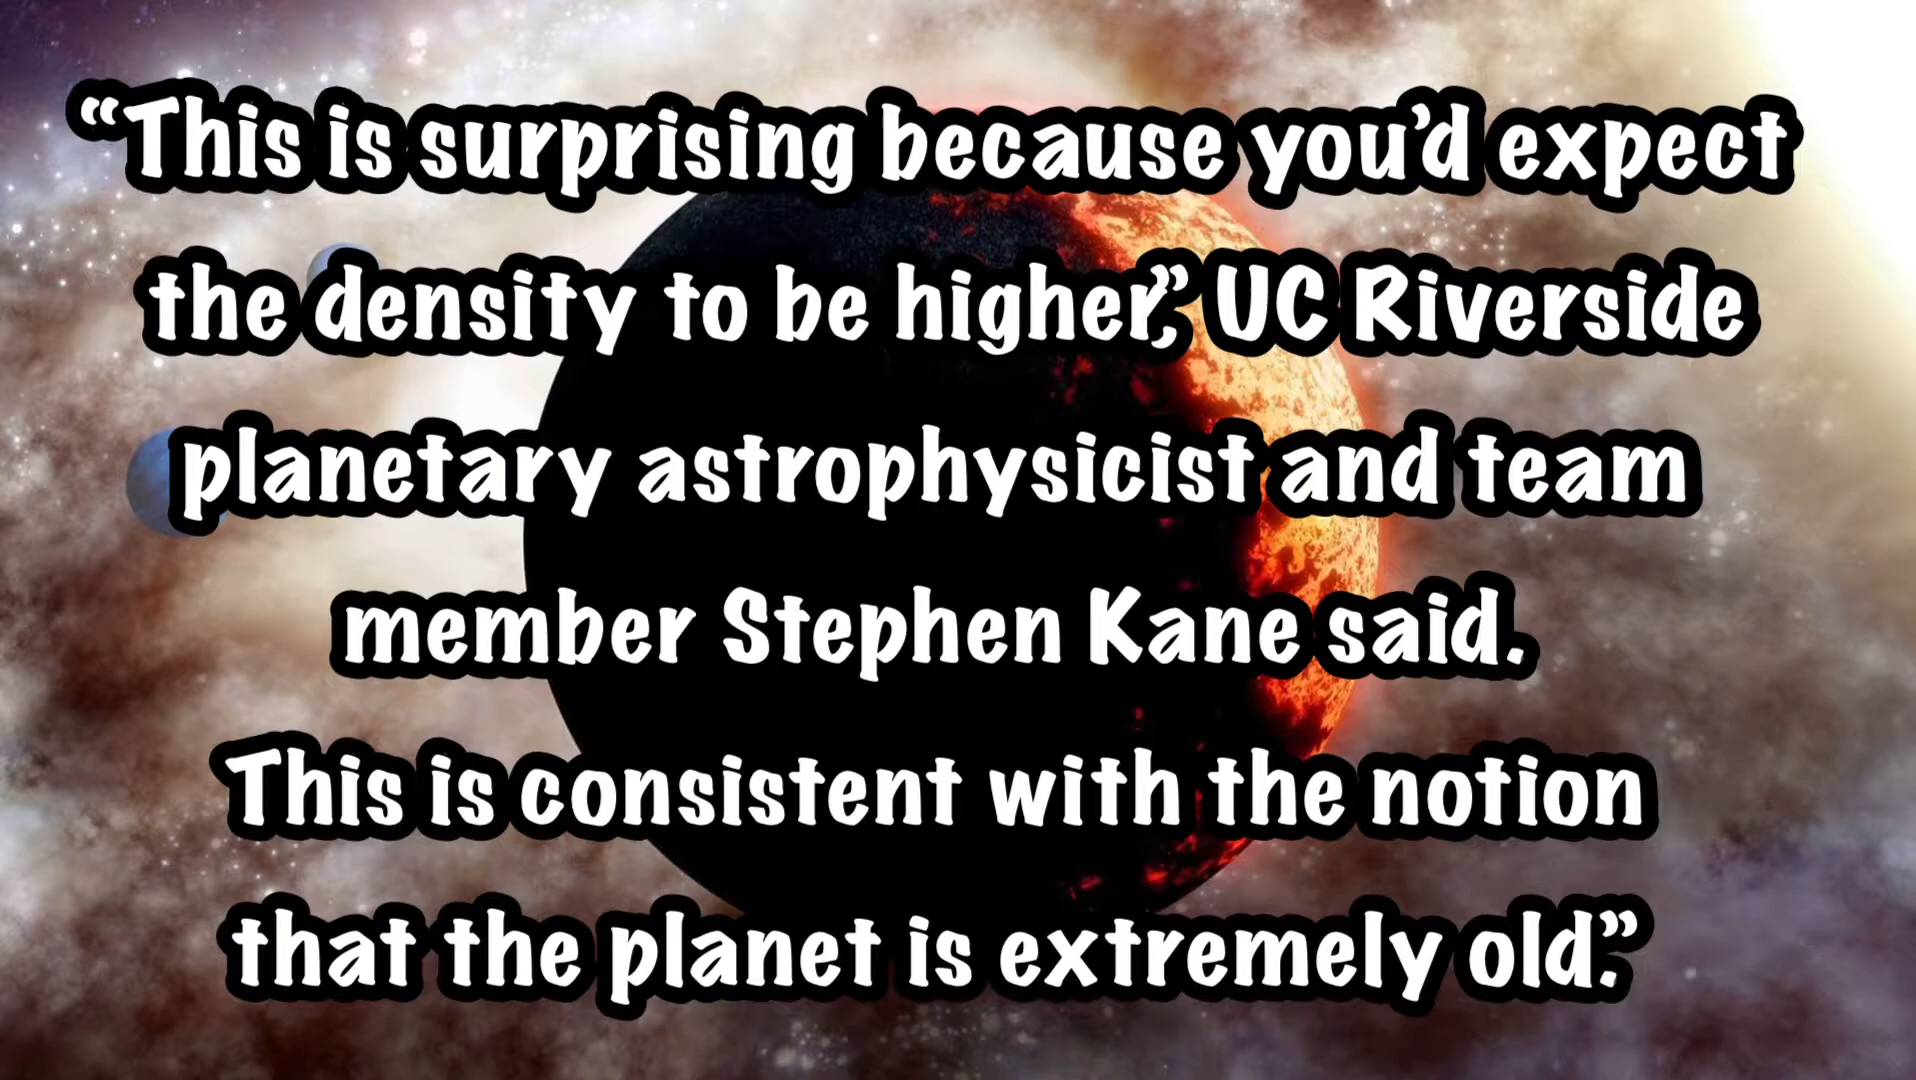 “This is surprising because you’d expect
the density to be higher,” UC Riverside
planetary astrophysicist and team
member Stephen Kane said.
This is consistent with the notion
that the planet is extremely old.”